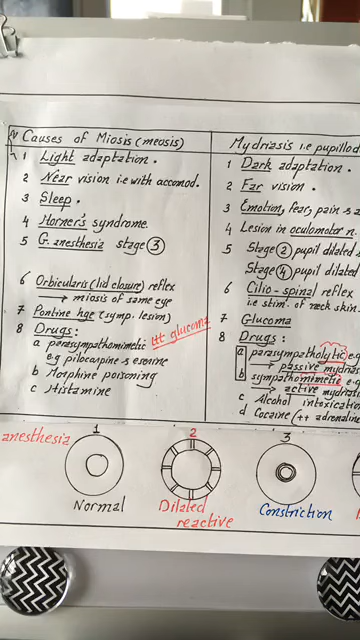 Causes of Miosis (meosis)
1 Light adaptation.
2 Near vision i.e with accomod.
3 Sleep.
4 Horner's syndrome.
5 G. anesthesia stage 3
6 Orbicularis (lid closure) reflex
→ miosis of same eye
7 Pontine hge (symp. lesion)
8 Drugs:
a parasympathomimetic
e.g pilocarpine & eserine
ttt glucoma
b Morphine poisoning
c Histamine
Mydriasis i.e pupillod
1 Dark adaptation.
2 Far vision.
3 Emotion, fear, pain &
4 Lesion in oculomotor n.
5 Stage 2 pupil dilated
Stage 4 pupil dilated
6 Cilio-spinal reflex
i.e stim. of neck skin
7 Glucoma
8 Drugs:
a parasympatholytic e.g
→ passive mydria
b sympathomimetic e.g
→ active mydrias
c Alcohol intoxicatio
d Cocaine (++ adrenaline
anesthesia
1
Normal
2
Dilated
reactive
3
Constriction